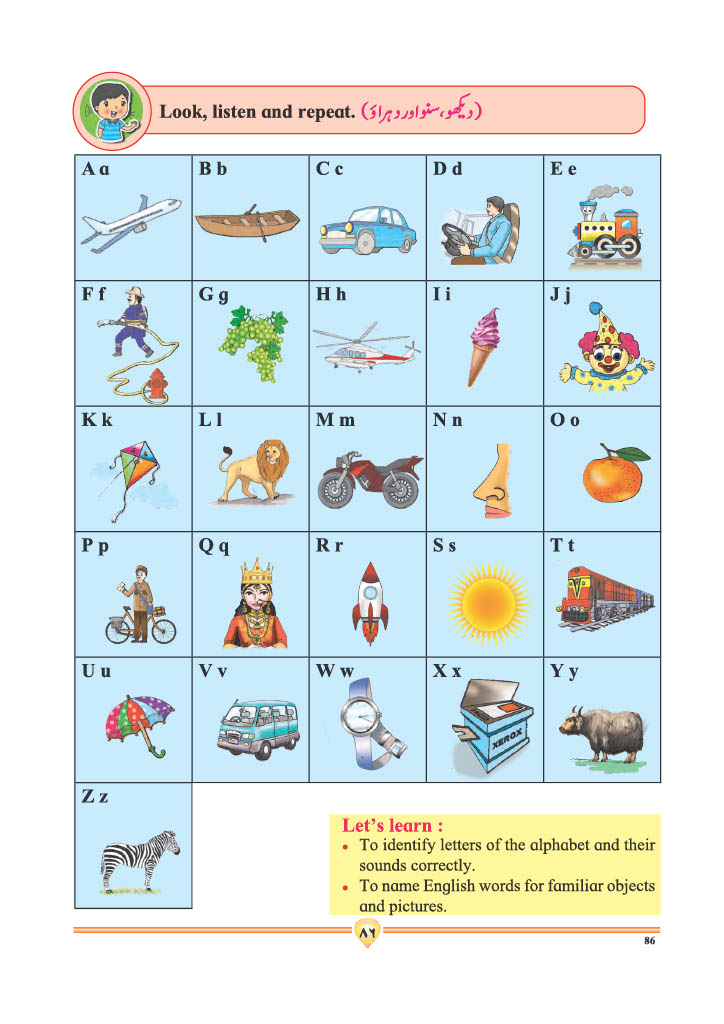 Look, listen and repeat. (دیکھو، سنو اور دہراؤ)
A a
B b
C c
D d
E e
F f
G g
H h
I i
J j
K k
L l
M m
N n
O o
P p
Q q
R r
S s
T t
U u
V v
W w
X x
XEROX
Y y
Z z
Let's learn :
• To identify letters of the alphabet and their
sounds correctly.
• To name English words for familiar objects
and pictures.
۸۶
86